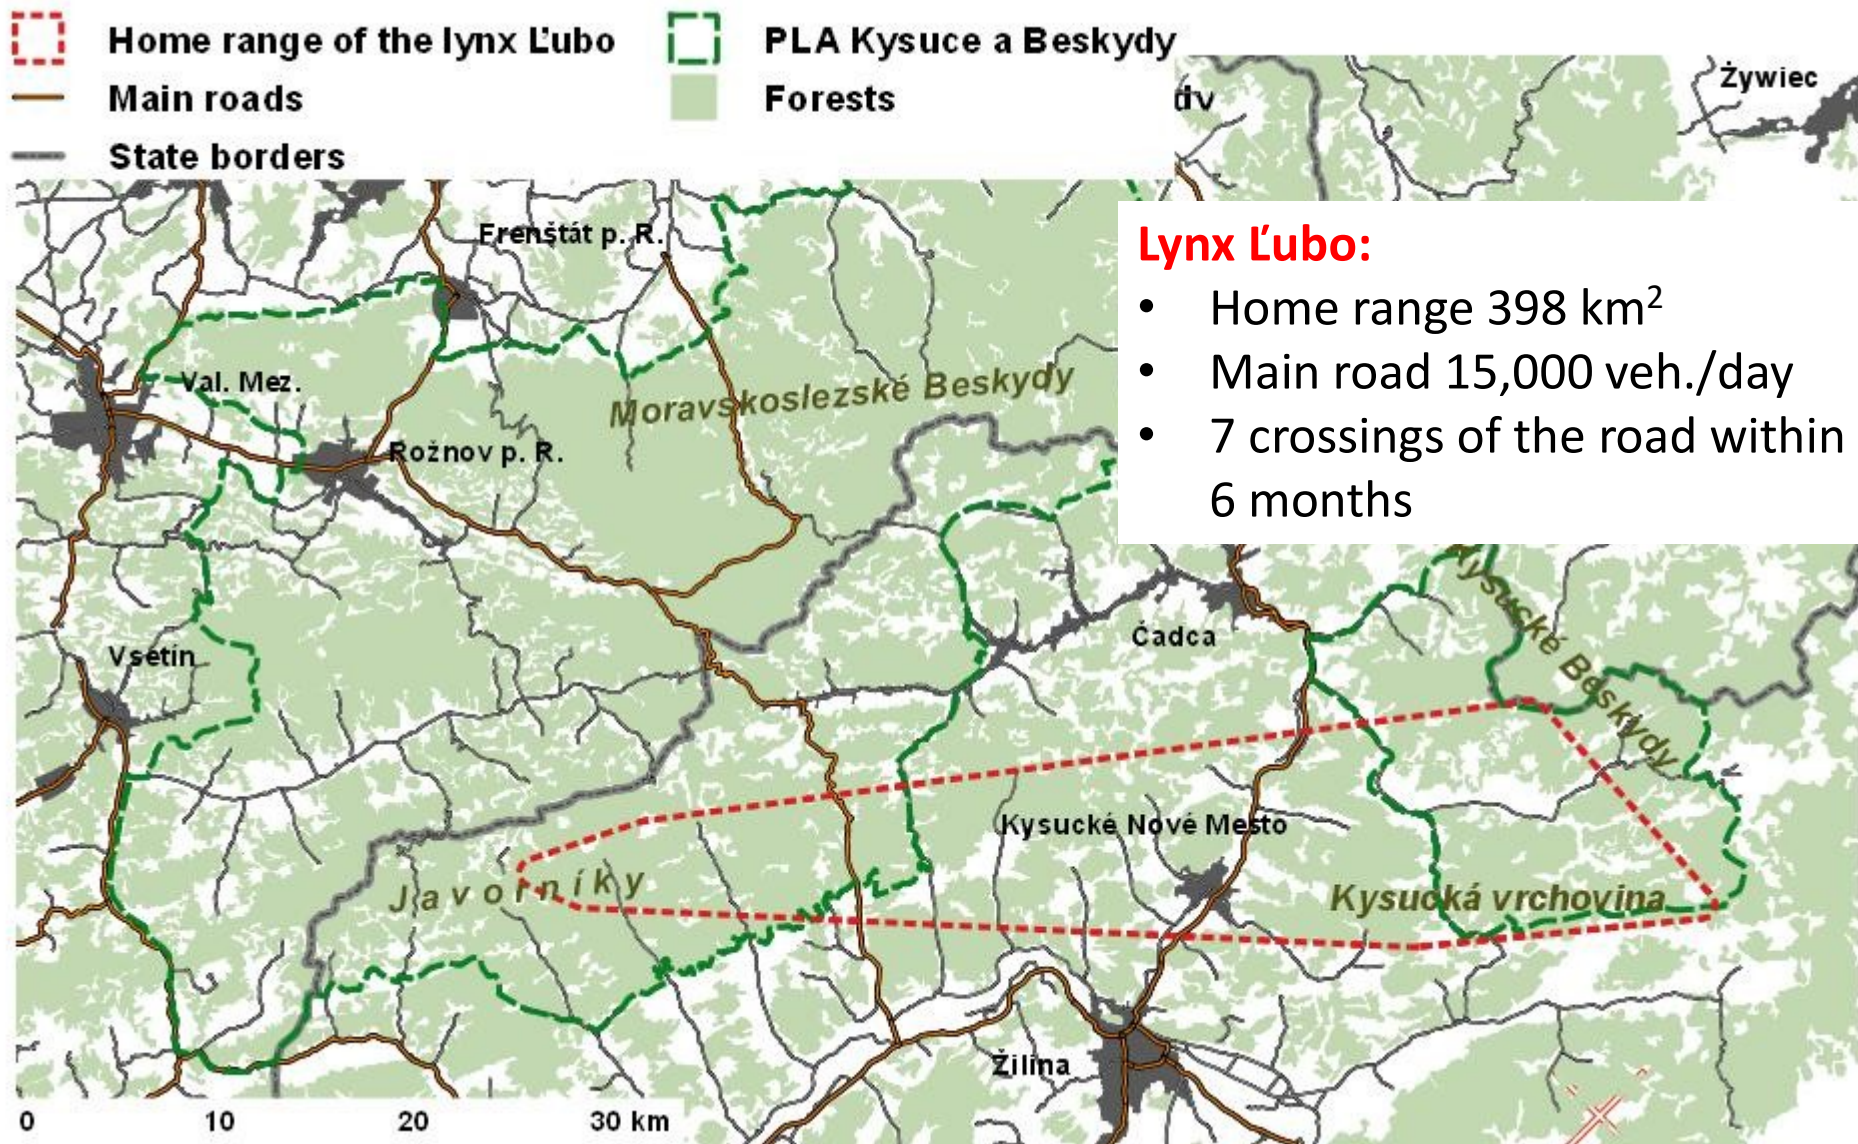 Home range of the lynx Ľubo
PLA Kysuce a Beskydy
Main roads
Forests
State borders
dv
Żywiec
Lynx Ľubo:
• Home range 398 km²
• Main road 15,000 veh./day
• 7 crossings of the road within
6 months
Frenštát p. R.
Val. Mez.
Moravskoslezské Beskydy
Rožnov p. R.
Kysucké Beskydy
Čadca
Vsetín
Kysucké Nové Mesto
Javorníky
Kysucká vrchovina
Žilina
0 10 20 30 km